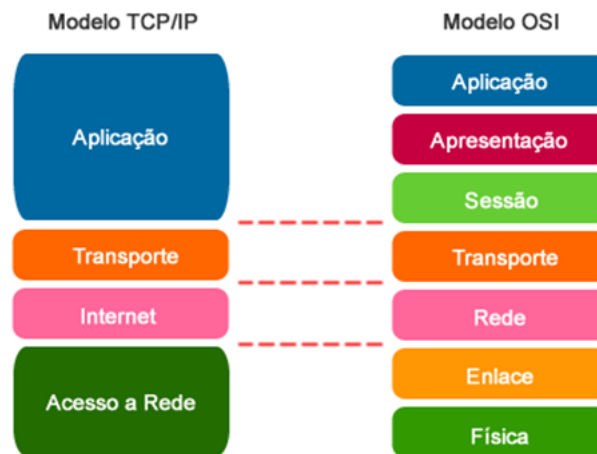 Modelo TCP/IP
Aplicação
Transporte
Internet
Acesso a Rede
Modelo OSI
Aplicação
Apresentação
Sessão
Transporte
Rede
Enlace
Física